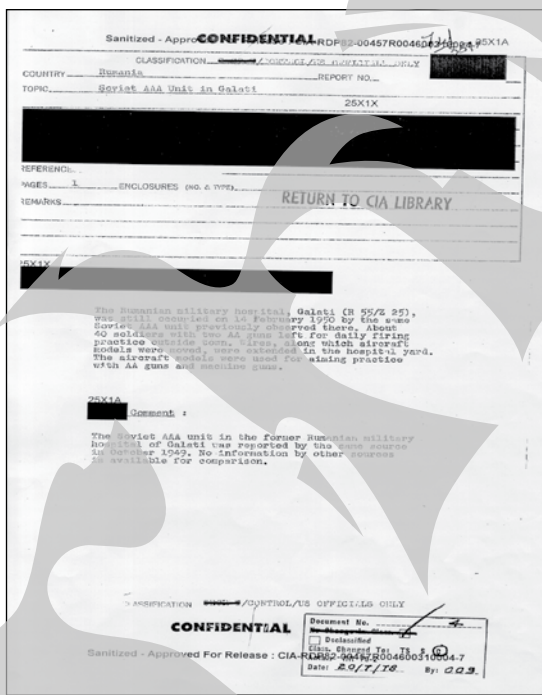 Sanitized - Appro CONFIDENTIAL CIA-RDP82-00457R004600310004-7 25X1A
CLASSIFICATION /CONTROL/US OFFICIALS ONLY
COUNTRY Rumania REPORT NO.
TOPIC Soviet AAA Unit in Galati
25X1X
REFERENCE
PAGES 1 ENCLOSURES (NO. & TYPE)
REMARKS
RETURN TO CIA LIBRARY
25X1X
The Rumanian military hospital, Galati (R 55/Z 25),
was still occupied on 14 February 1950 by the same
Soviet AAA unit previously observed there. About
40 soldiers with two AA guns left for daily firing
practice outside town. Wires, along which aircraft
models were moved, were extended in the hospital yard.
The aircraft models were used for aiming practice
with AA guns and machine guns.
25X1A
Comment :
The Soviet AAA unit in the former Rumanian military
hospital of Galati was reported by the same source
in October 1949. No information by other sources
is available for comparison.
CLASSIFICATION /CONTROL/US OFFICIALS ONLY
CONFIDENTIAL
Document No. 4
No Change In Class.
Declassified
Class. Changed To: TS S C
Sanitized - Approved For Release : CIA-RDP82-00457R004600310004-7
Date: By: 009